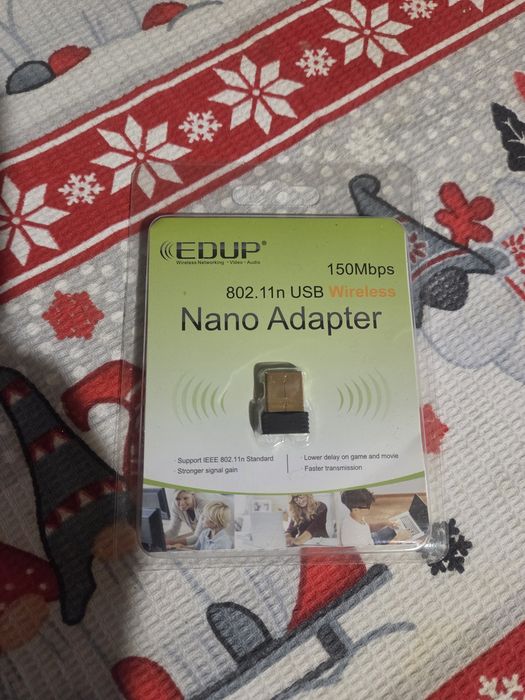 EDUP®
Wireless Networking · Video · Audio
150Mbps
802.11n USB Wireless
Nano Adapter
· Support IEEE 802.11n Standard
· Stronger signal gain
· Lower delay on game and movie
· Faster transmission